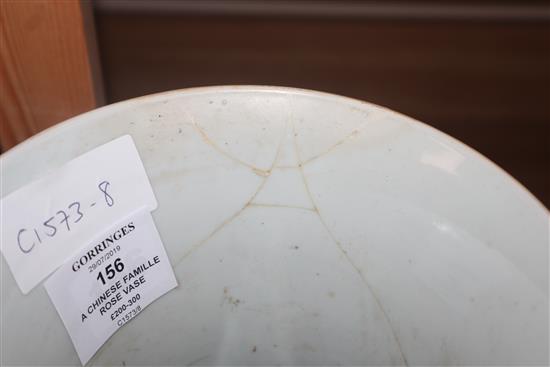 C1573-8
GORRINGES
29/07/2019
156
A CHINESE FAMILLE
ROSE VASE
£200-300
C1573/8